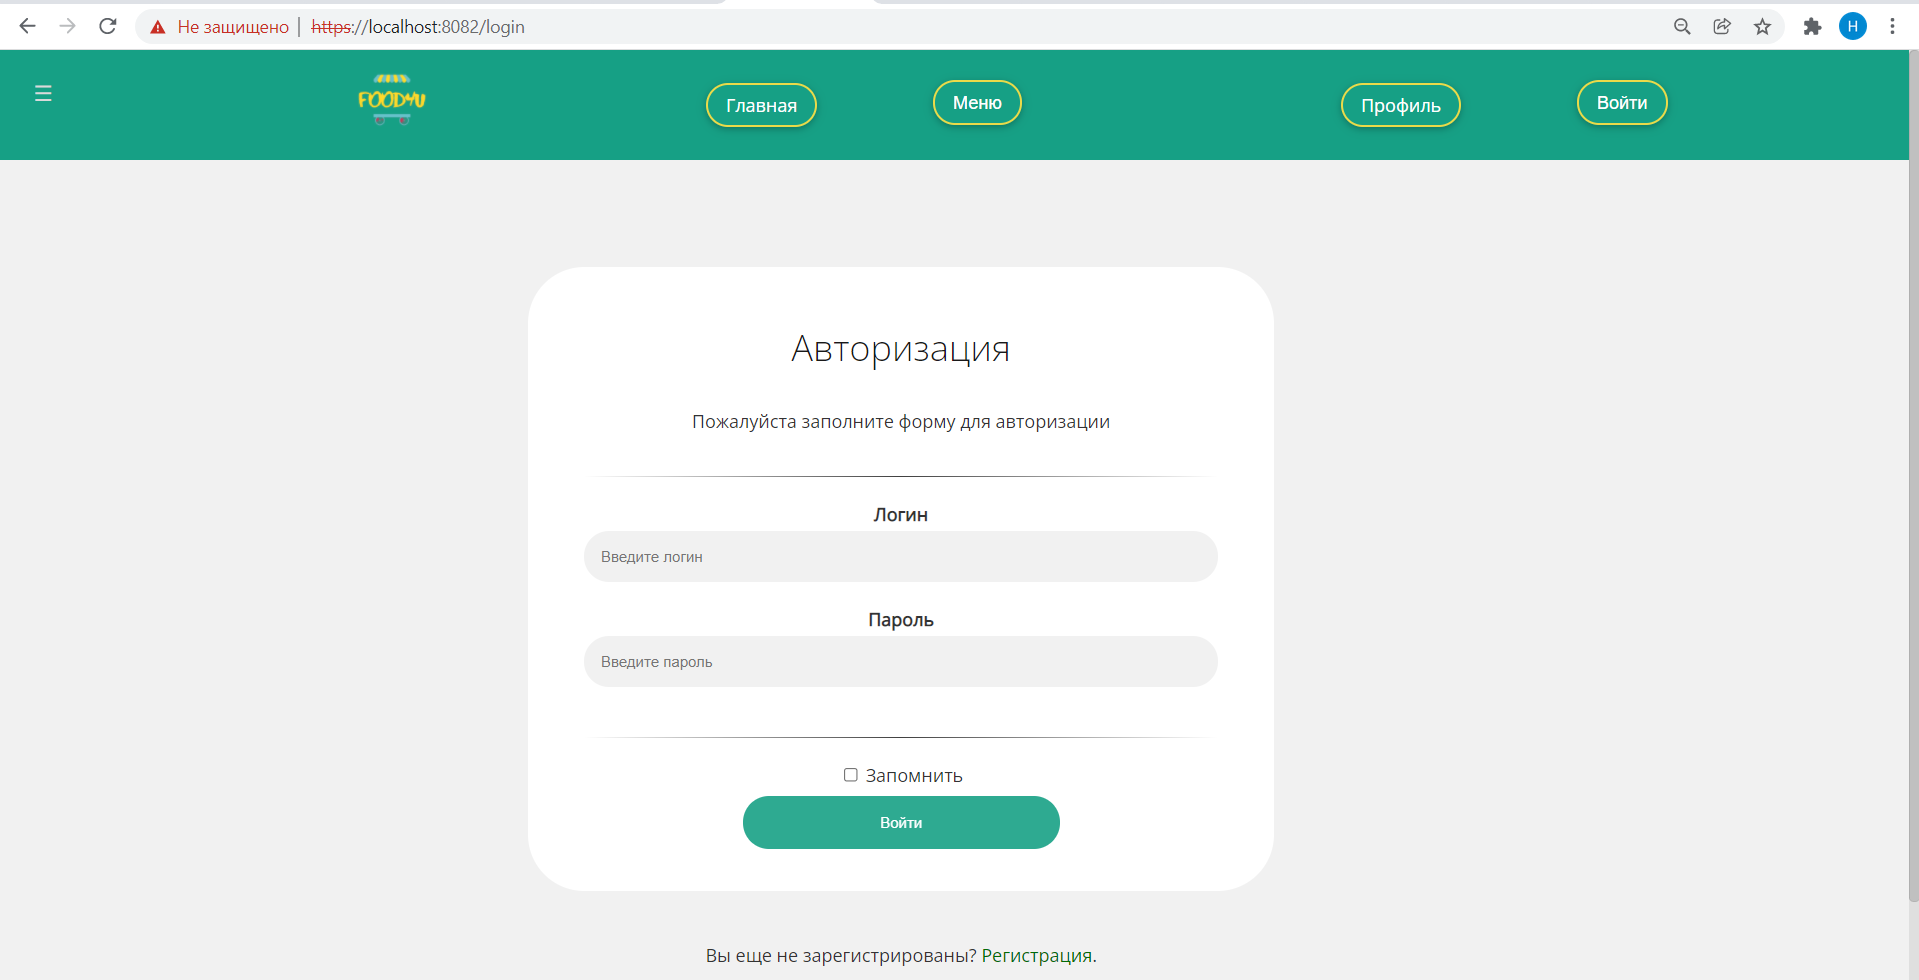 Не защищено | https://localhost:8082/login
H
FOOD4U
Главная
Меню
Профиль
Войти
Авторизация
Пожалуйста заполните форму для авторизации
Логин
Введите логин
Пароль
Введите пароль
Запомнить
Войти
Вы еще не зарегистрированы? Регистрация.